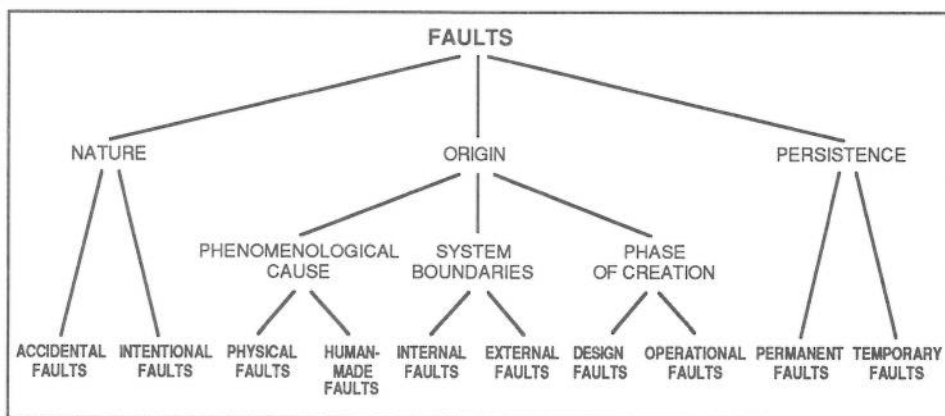 FAULTS
NATURE
ORIGIN
PERSISTENCE
PHENOMENOLOGICAL
CAUSE
SYSTEM
BOUNDARIES
PHASE
OF CREATION
ACCIDENTAL
FAULTS
INTENTIONAL
FAULTS
PHYSICAL
FAULTS
HUMAN-
MADE
FAULTS
INTERNAL
FAULTS
EXTERNAL
FAULTS
DESIGN
FAULTS
OPERATIONAL
FAULTS
PERMANENT
FAULTS
TEMPORARY
FAULTS